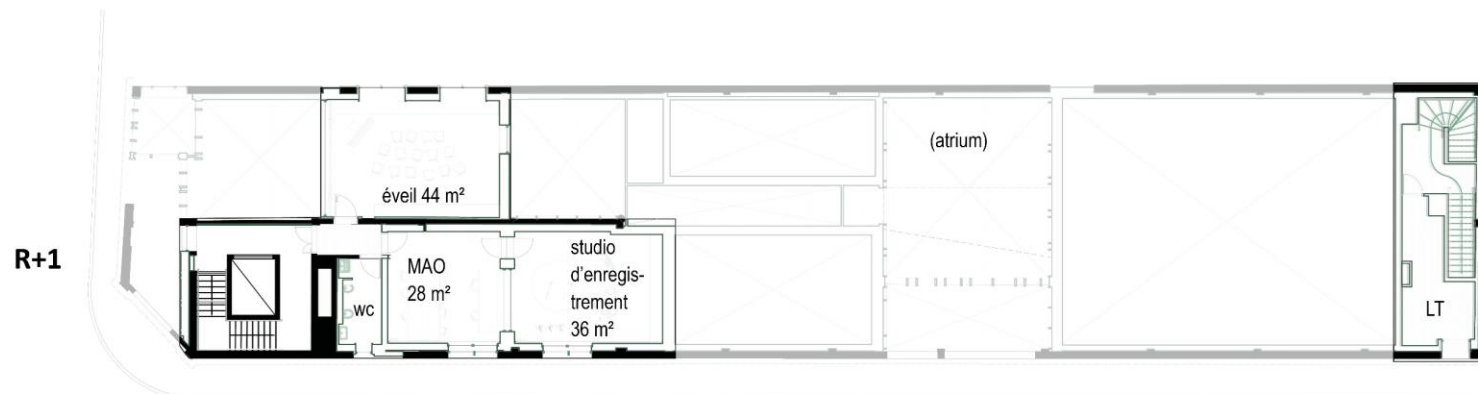 (atrium)
éveil 44 m²
R+1
MAO
28 m²
studio
d'enregis-
trement
36 m²
wc
LT